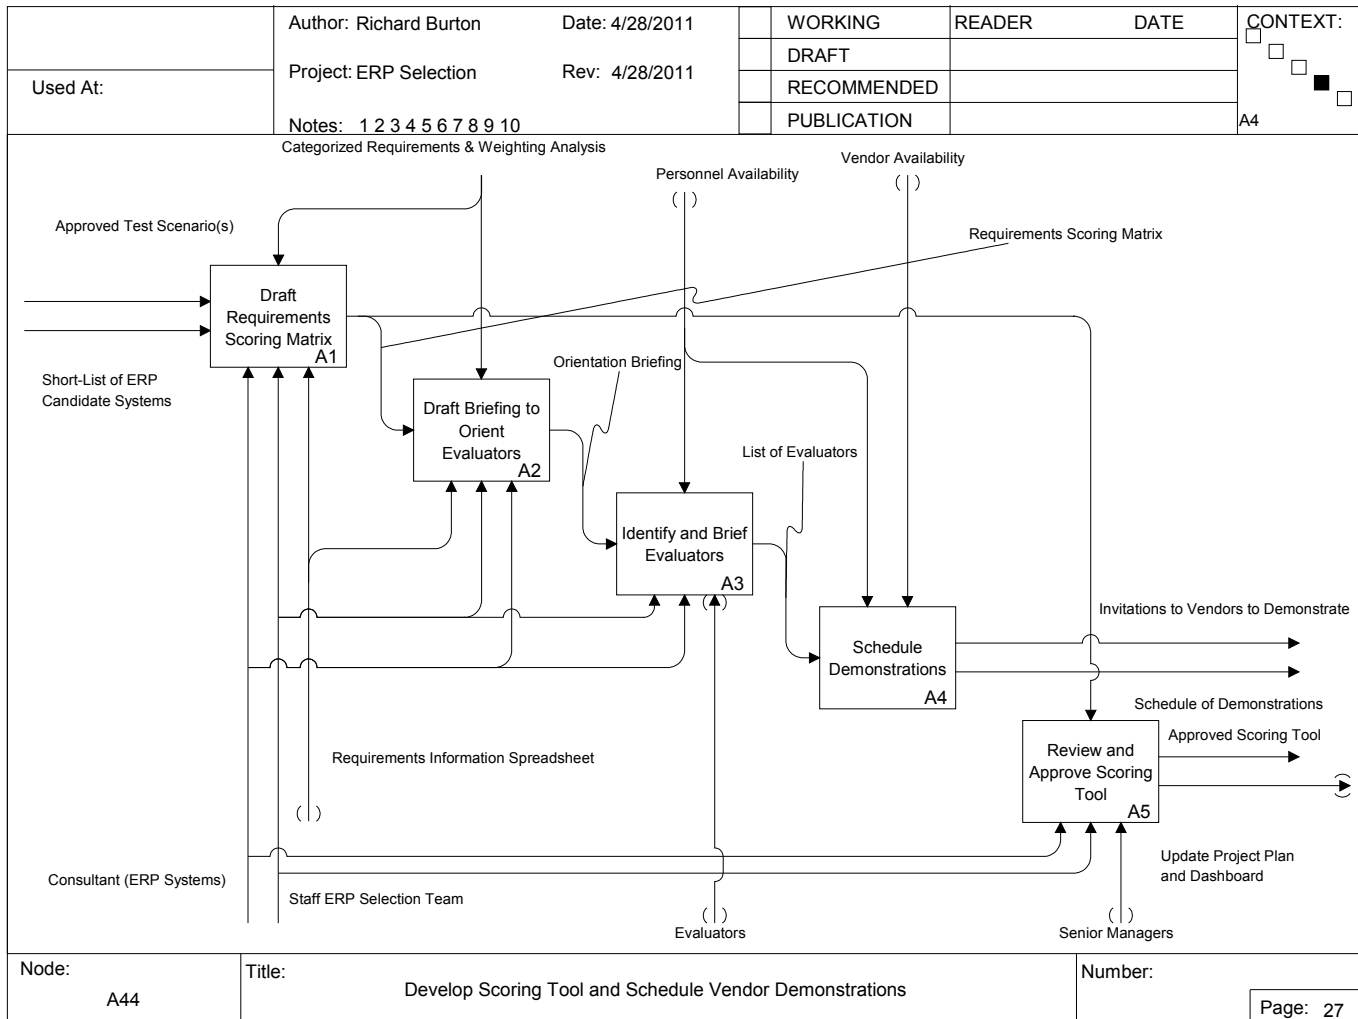 Used At:
Author: Richard Burton
Date: 4/28/2011
Project: ERP Selection
Rev: 4/28/2011
Notes: 1 2 3 4 5 6 7 8 9 10
WORKING
DRAFT
RECOMMENDED
PUBLICATION
READER
DATE
CONTEXT:
A4
Categorized Requirements & Weighting Analysis
Personnel Availability
Vendor Availability
Approved Test Scenario(s)
Requirements Scoring Matrix
Draft
Requirements
Scoring Matrix
A1
Short-List of ERP
Candidate Systems
Orientation Briefing
Draft Briefing to
Orient
Evaluators
A2
List of Evaluators
Identify and Brief
Evaluators
A3
Invitations to Vendors to Demonstrate
Schedule
Demonstrations
A4
Schedule of Demonstrations
Approved Scoring Tool
Review and
Approve Scoring
Tool
A5
Requirements Information Spreadsheet
Update Project Plan
and Dashboard
Consultant (ERP Systems)
Staff ERP Selection Team
Evaluators
Senior Managers
Node:
A44
Title:
Develop Scoring Tool and Schedule Vendor Demonstrations
Number:
Page: 27